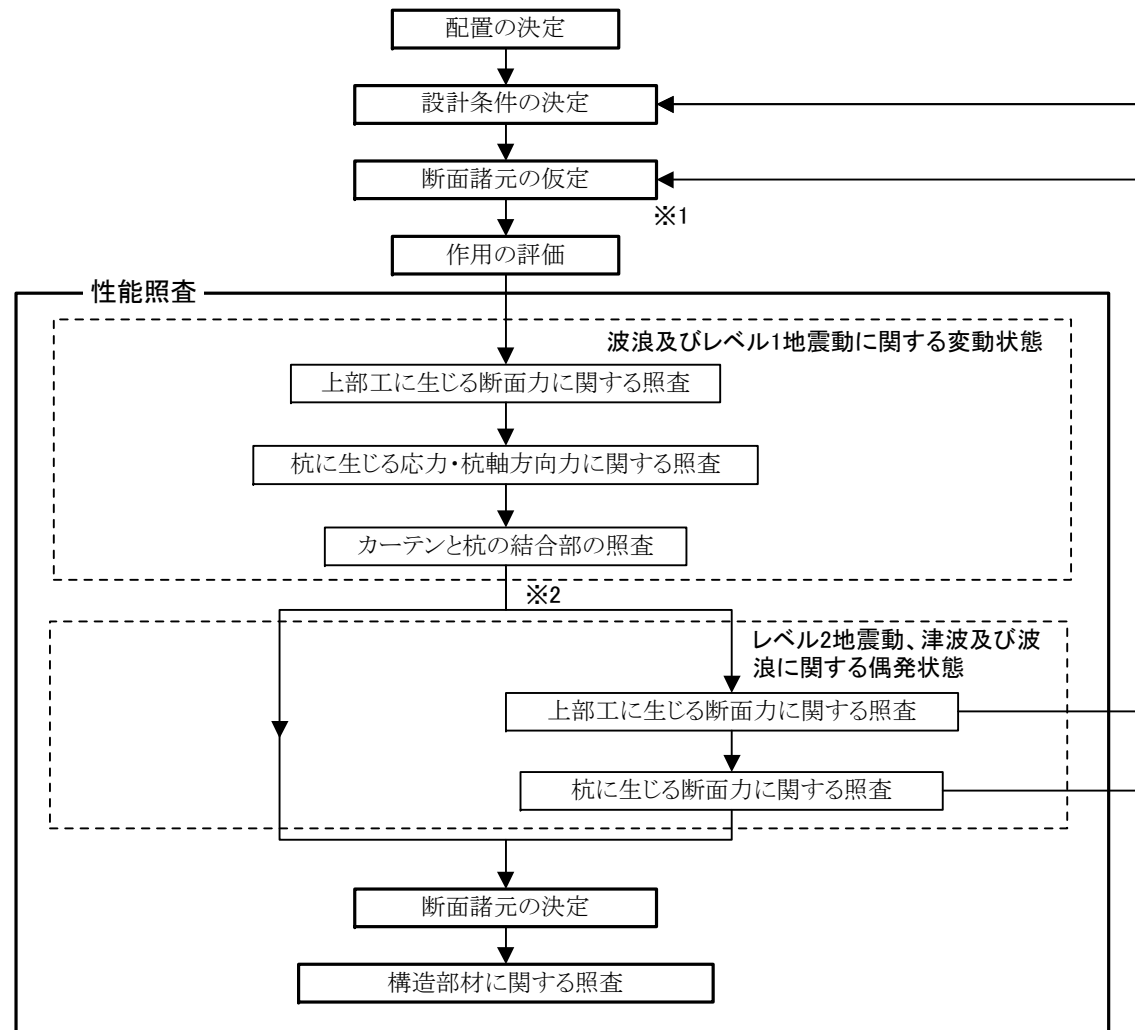 配置の決定
設計条件の決定
断面諸元の仮定
※1
作用の評価
性能照査
波浪及びレベル1地震動に関する変動状態
上部工に生じる断面力に関する照査
杭に生じる応力・杭軸方向力に関する照査
カーテンと杭の結合部の照査
※2
レベル2地震動、津波及び波
浪に関する偶発状態
上部工に生じる断面力に関する照査
杭に生じる断面力に関する照査
断面諸元の決定
構造部材に関する照査